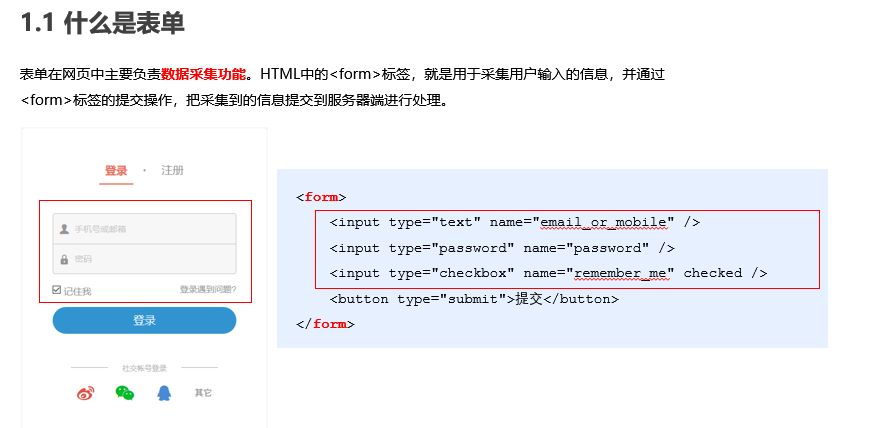 1.1 什么是表单
表单在网页中主要负责数据采集功能。HTML中的<form>标签，就是用于采集用户输入的信息，并通过
<form>标签的提交操作，把采集到的信息提交到服务器端进行处理。
登录 · 注册
手机号或邮箱
密码
记住我 登录遇到问题?
登录
社交帐号登录
其它
<form>
<input type="text" name="email_or_mobile" />
<input type="password" name="password" />
<input type="checkbox" name="remember_me" checked />
<button type="submit">提交</button>
</form>